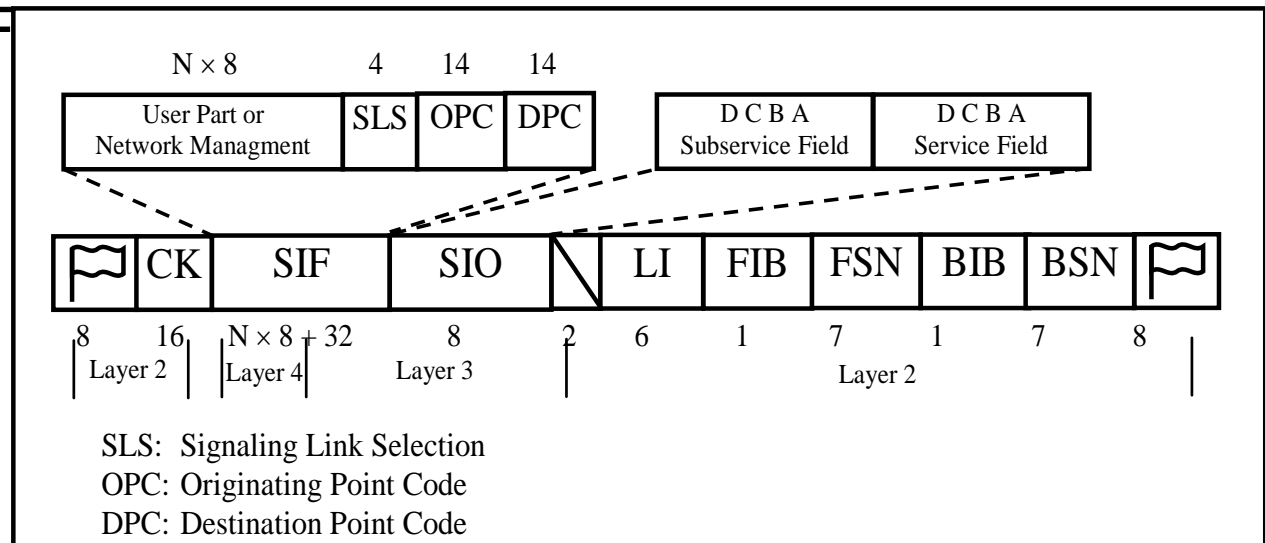 N × 8 4 14 14
User Part or
Network Managment
SLS OPC DPC
D C B A
Subservice Field
D C B A
Service Field
CK SIF SIO LI FIB FSN BIB BSN
8 16 N × 8 + 32 8 2 6 1 7 1 7 8
Layer 2 Layer 4 Layer 3 Layer 2
SLS: Signaling Link Selection
OPC: Originating Point Code
DPC: Destination Point Code